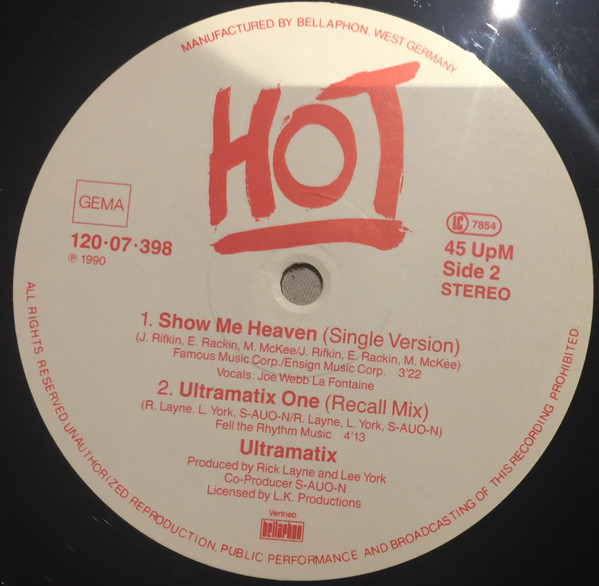 MANUFACTURED BY BELLAPHON, WEST GERMANY
HOT
GEMA
120·07·398
℗ 1990
LC 7854
45 UpM
Side 2
STEREO
1. Show Me Heaven (Single Version)
(J. Rifkin, E. Rackin, M. McKee/J. Rifkin, E. Rackin, M. McKee)
Famous Music Corp./Ensign Music Corp. 3'22
Vocals: Joe Webb La Fontaine
2. Ultramatix One (Recall Mix)
(R. Layne, L. York, S-AUO-N/R. Layne, L. York, S-AUO-N)
Fell the Rhythm Music 4'13
Ultramatix
Produced by Rick Layne and Lee York
Co-Producer S-AUO-N
Licensed by L.K. Productions
Vertrieb
bellaphon
ALL RIGHTS RESERVED. UNAUTHORIZED REPRODUCTION, PUBLIC PERFORMANCE AND BROADCASTING OF THIS RECORDING PROHIBITED